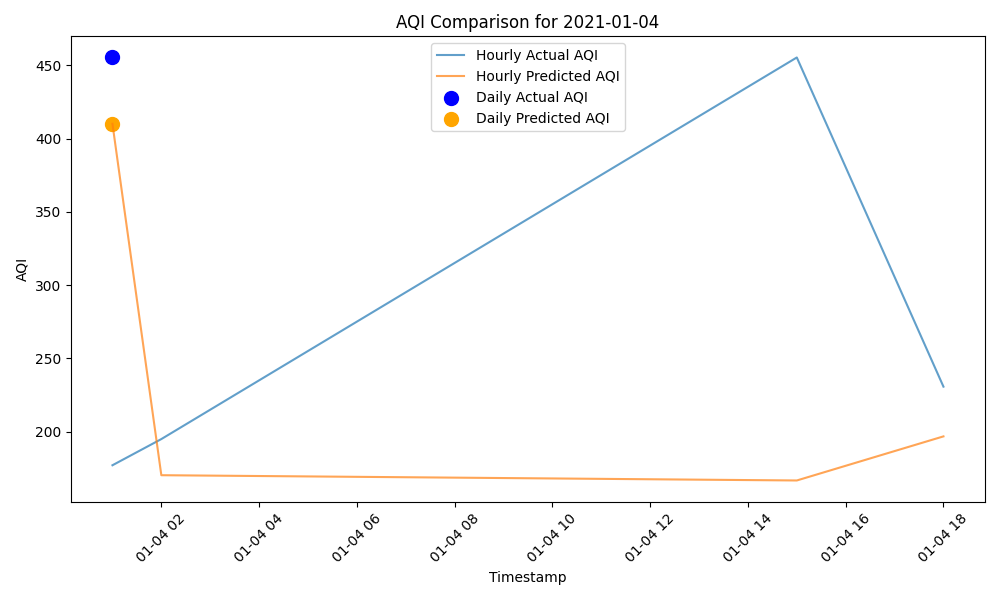 AQI Comparison for 2021-01-04
Hourly Actual AQI
Hourly Predicted AQI
Daily Actual AQI
Daily Predicted AQI
AQI
450
400
350
300
250
200
01-04 02
01-04 04
01-04 06
01-04 08
01-04 10
01-04 12
01-04 14
01-04 16
01-04 18
Timestamp